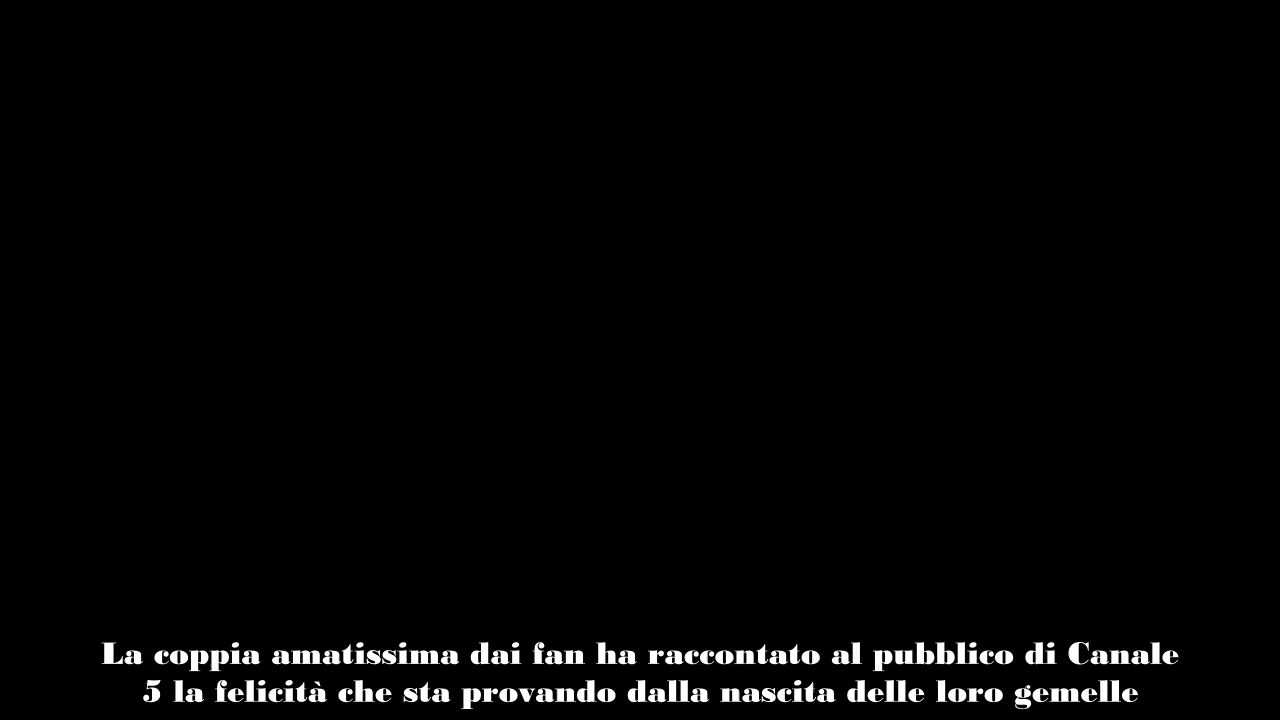 La coppia amatissima dai fan ha raccontato al pubblico di Canale
5 la felicità che sta provando dalla nascita delle loro gemelle